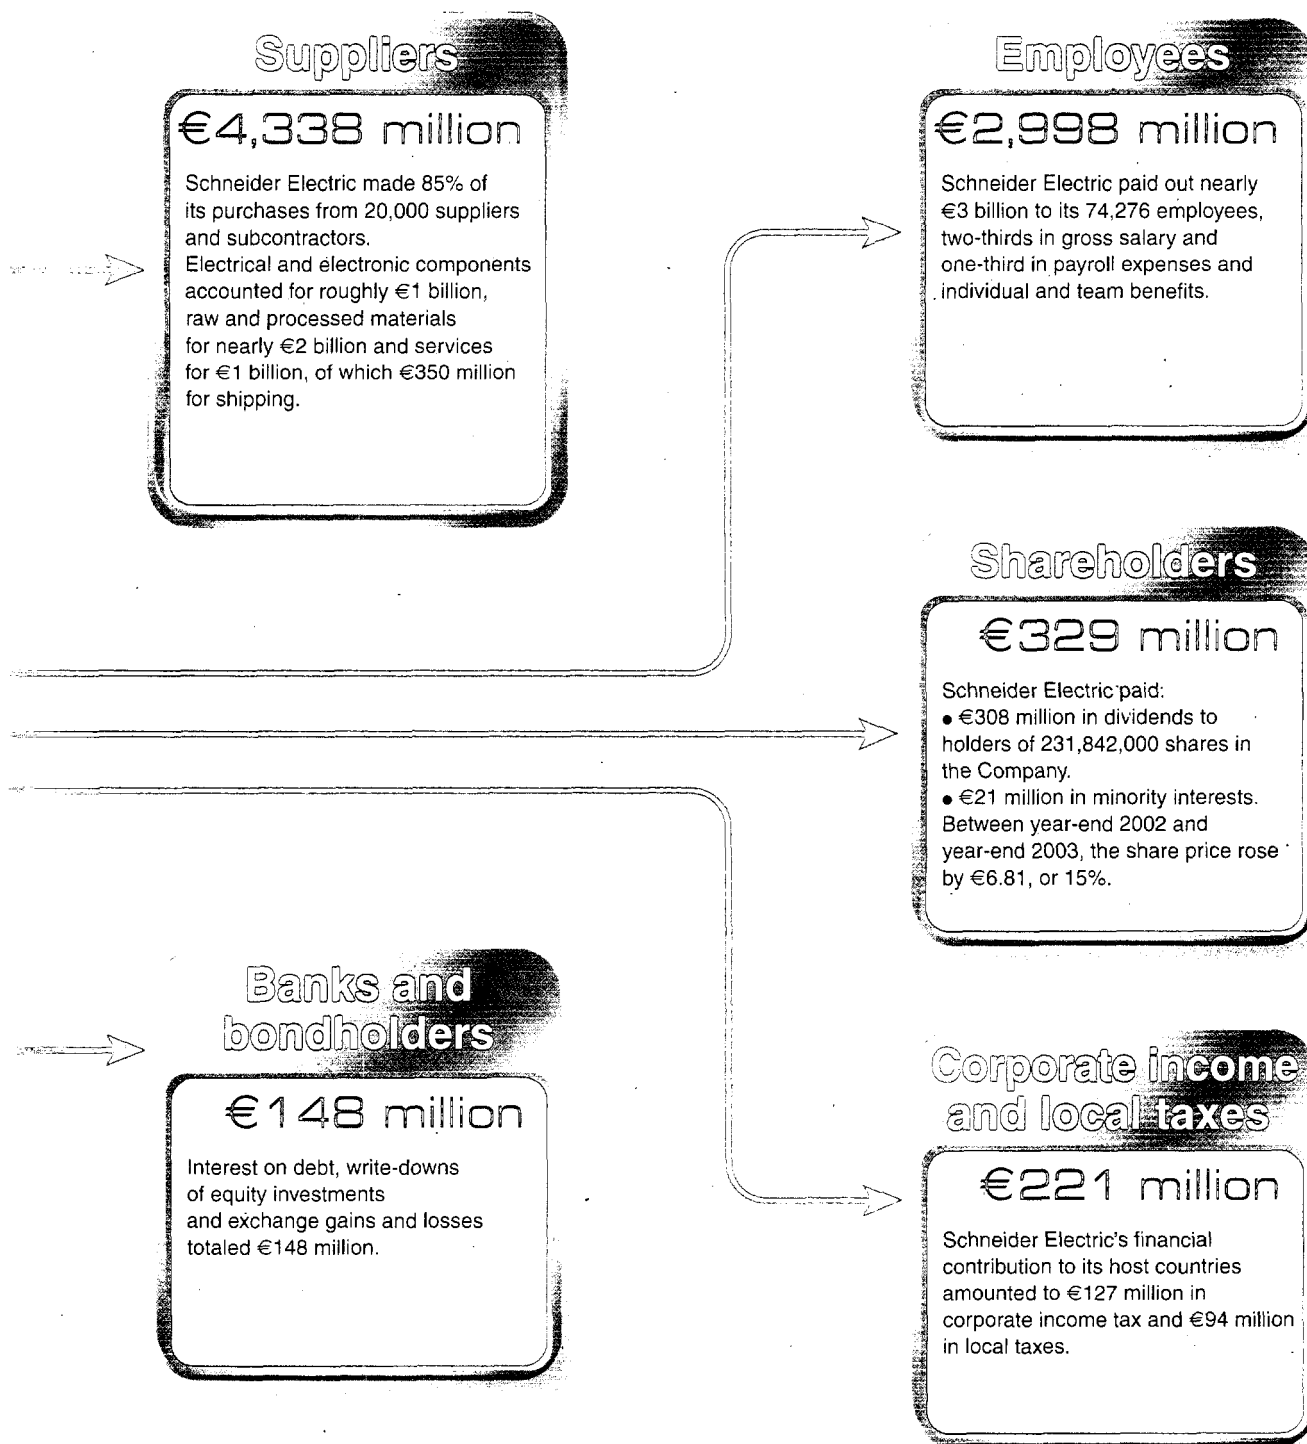 Suppliers
€4,338 million
Schneider Electric made 85% of
its purchases from 20,000 suppliers
and subcontractors.
Electrical and electronic components
accounted for roughly €1 billion,
raw and processed materials
for nearly €2 billion and services
for €1 billion, of which €350 million
for shipping.
Employees
€2,998 million
Schneider Electric paid out nearly
€3 billion to its 74,276 employees,
two-thirds in gross salary and
one-third in payroll expenses and
individual and team benefits.
Shareholders
€329 million
Schneider Electric paid:
• €308 million in dividends to
holders of 231,842,000 shares in
the Company.
• €21 million in minority interests.
Between year-end 2002 and
year-end 2003, the share price rose
by €6.81, or 15%.
Banks and
bondholders
€148 million
Interest on debt, write-downs
of equity investments
and exchange gains and losses
totaled €148 million.
Corporate income
and local taxes
€221 million
Schneider Electric's financial
contribution to its host countries
amounted to €127 million in
corporate income tax and €94 million
in local taxes.